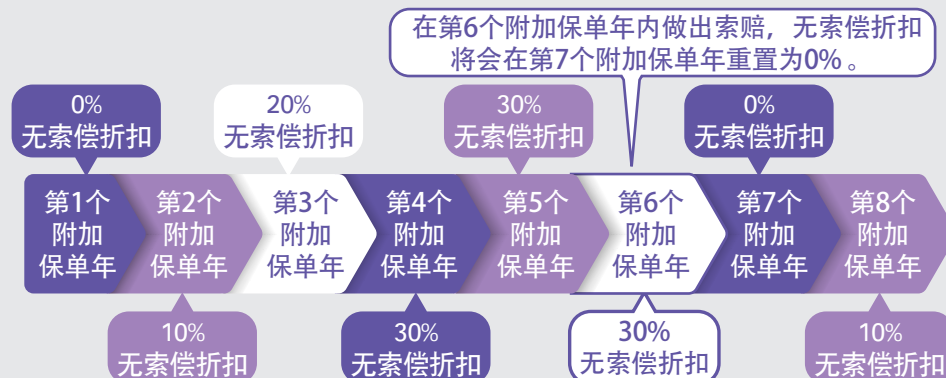 在第6个附加保单年内做出索赔，无索偿折扣
将会在第7个附加保单年重置为0%。
0%
无索偿折扣
20%
无索偿折扣
30%
无索偿折扣
0%
无索偿折扣
第1个
附加
保单年
第2个
附加
保单年
第3个
附加
保单年
第4个
附加
保单年
第5个
附加
保单年
第6个
附加
保单年
第7个
附加
保单年
第8个
附加
保单年
10%
无索偿折扣
30%
无索偿折扣
30%
无索偿折扣
10%
无索偿折扣